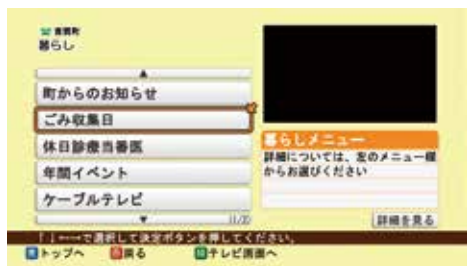 暮らし
▲
町からのお知らせ
ごみ収集日
休日診療当番医
年間イベント
ケーブルテレビ
▼
暮らしメニュー
詳細については、左のメニュー欄
からお選びください
詳細を見る
で選択して決定ボタンを押してください。
トップへ
戻る
テレビ画面へ